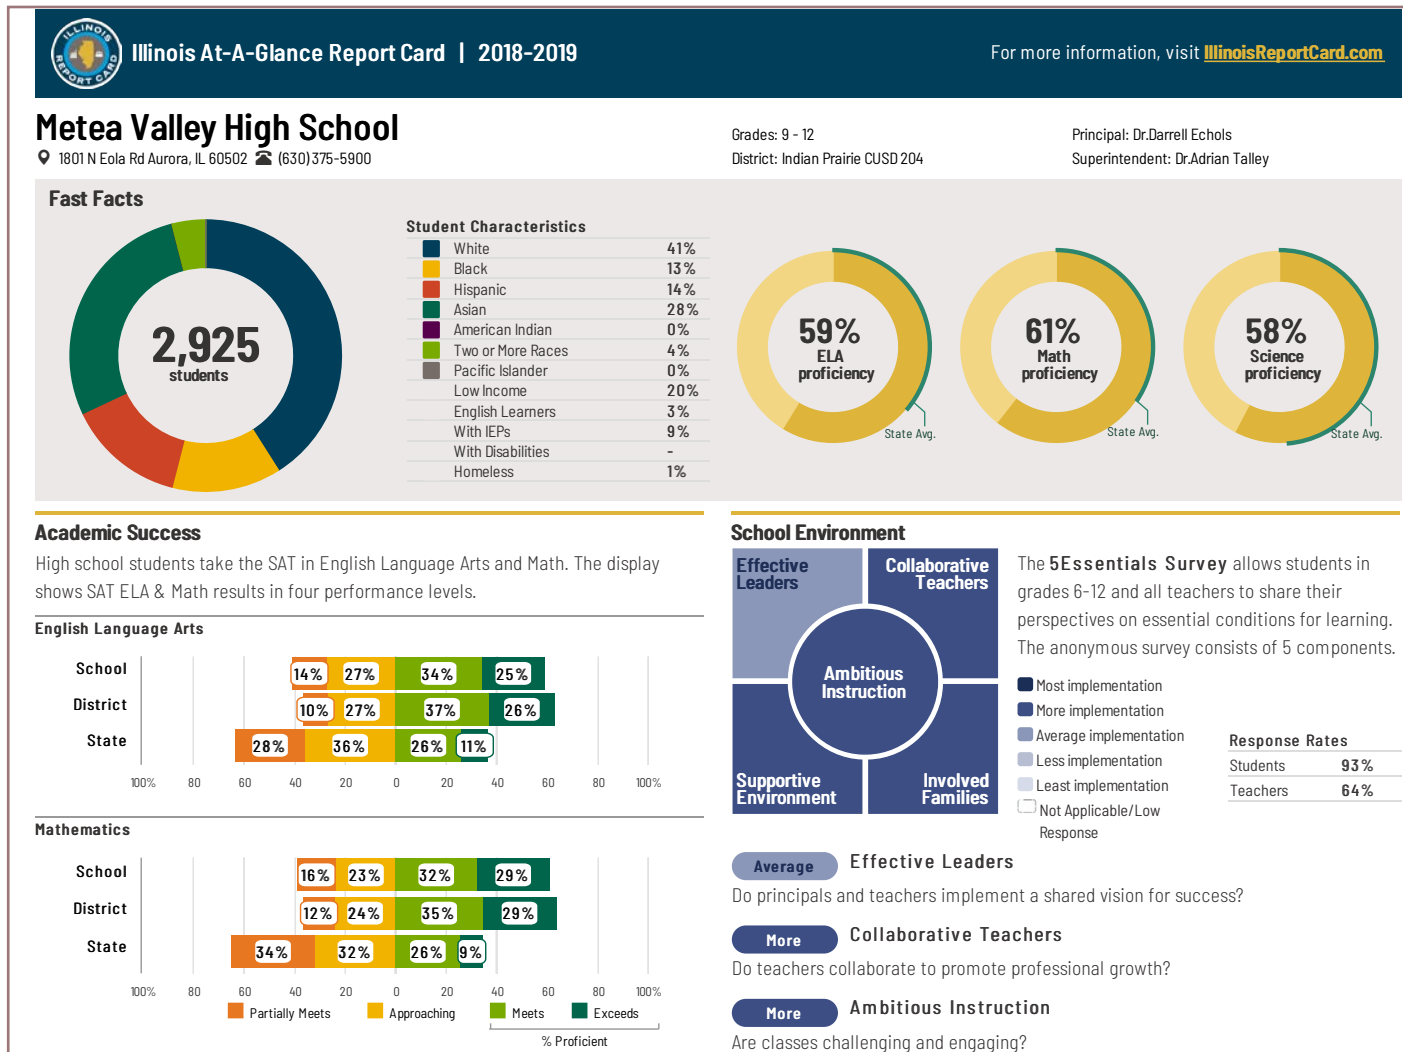 ILLINOIS
REPORT CARD
Illinois At-A-Glance Report Card | 2018-2019
For more information, visit IllinoisReportCard.com
Metea Valley High School
1801 N Eola Rd Aurora, IL 60502 (630) 375-5900
Grades: 9 - 12
District: Indian Prairie CUSD 204
Principal: Dr.Darrell Echols
Superintendent: Dr.Adrian Talley
Fast Facts
2,925
students
Student Characteristics
White 41%
Black 13%
Hispanic 14%
Asian 28%
American Indian 0%
Two or More Races 4%
Pacific Islander 0%
Low Income 20%
English Learners 3%
With IEPs 9%
With Disabilities -
Homeless 1%
59%
ELA
proficiency
State Avg.
61%
Math
proficiency
State Avg.
58%
Science
proficiency
State Avg.
Academic Success
High school students take the SAT in English Language Arts and Math. The display
shows SAT ELA & Math results in four performance levels.
English Language Arts
School 14% 27% 34% 25%
District 10% 27% 37% 26%
State 28% 36% 26% 11%
100% 80 60 40 20 0 20 40 60 80 100%
Mathematics
School 16% 23% 32% 29%
District 12% 24% 35% 29%
State 34% 32% 26% 9%
100% 80 60 40 20 0 20 40 60 80 100%
Partially Meets Approaching Meets Exceeds
% Proficient
School Environment
Effective
Leaders
Collaborative
Teachers
Ambitious
Instruction
Supportive
Environment
Involved
Families
The 5Essentials Survey allows students in
grades 6-12 and all teachers to share their
perspectives on essential conditions for learning.
The anonymous survey consists of 5 components.
Most implementation
More implementation
Average implementation
Less implementation
Least implementation
Not Applicable/Low
Response
Response Rates
Students 93%
Teachers 64%
Average Effective Leaders
Do principals and teachers implement a shared vision for success?
More Collaborative Teachers
Do teachers collaborate to promote professional growth?
More Ambitious Instruction
Are classes challenging and engaging?